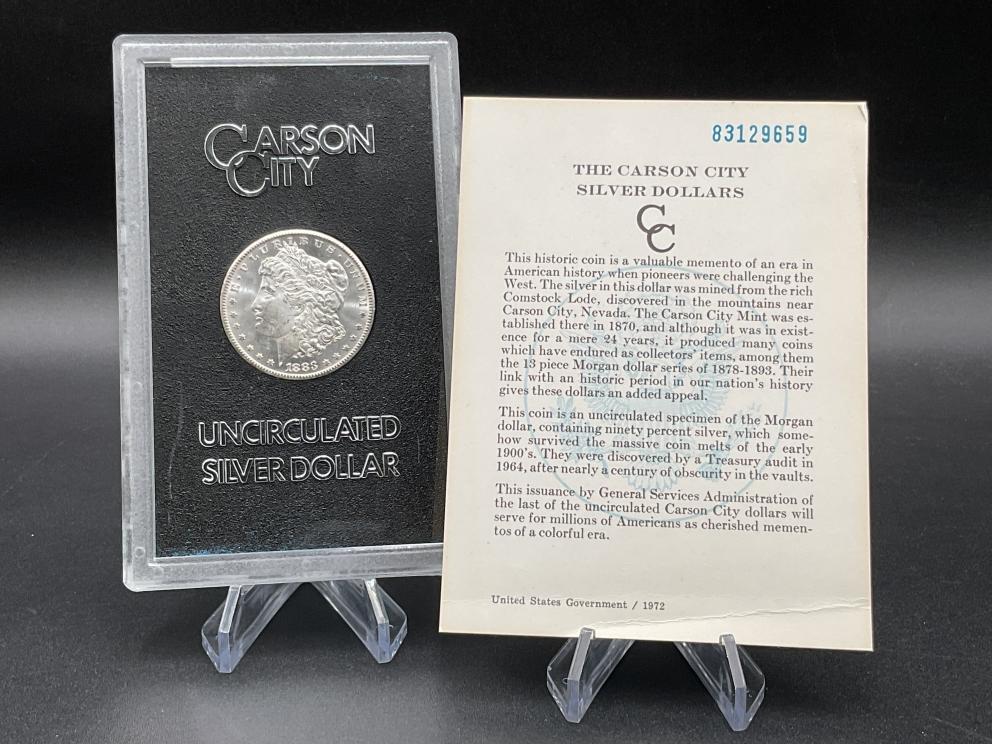 CARSON
CITY
E PLURIBUS UNUM
1883
UNCIRCULATED
SILVER DOLLAR
83129659
THE CARSON CITY
SILVER DOLLARS
CC
This historic coin is a valuable memento of an era in
American history when pioneers were challenging the
West. The silver in this dollar was mined from the rich
Comstock Lode, discovered in the mountains near
Carson City, Nevada. The Carson City Mint was es-
tablished there in 1870, and although it was in exist-
ence for a mere 24 years, it produced many coins
which have endured as collectors' items, among them
the 13 piece Morgan dollar series of 1878-1893. Their
link with an historic period in our nation's history
gives these dollars an added appeal.
This coin is an uncirculated specimen of the Morgan
dollar, containing ninety percent silver, which some-
how survived the massive coin melts of the early
1900's. They were discovered by a Treasury audit in
1964, after nearly a century of obscurity in the vaults.
This issuance by General Services Administration of
the last of the uncirculated Carson City dollars will
serve for millions of Americans as cherished memen-
tos of a colorful era.
United States Government / 1972